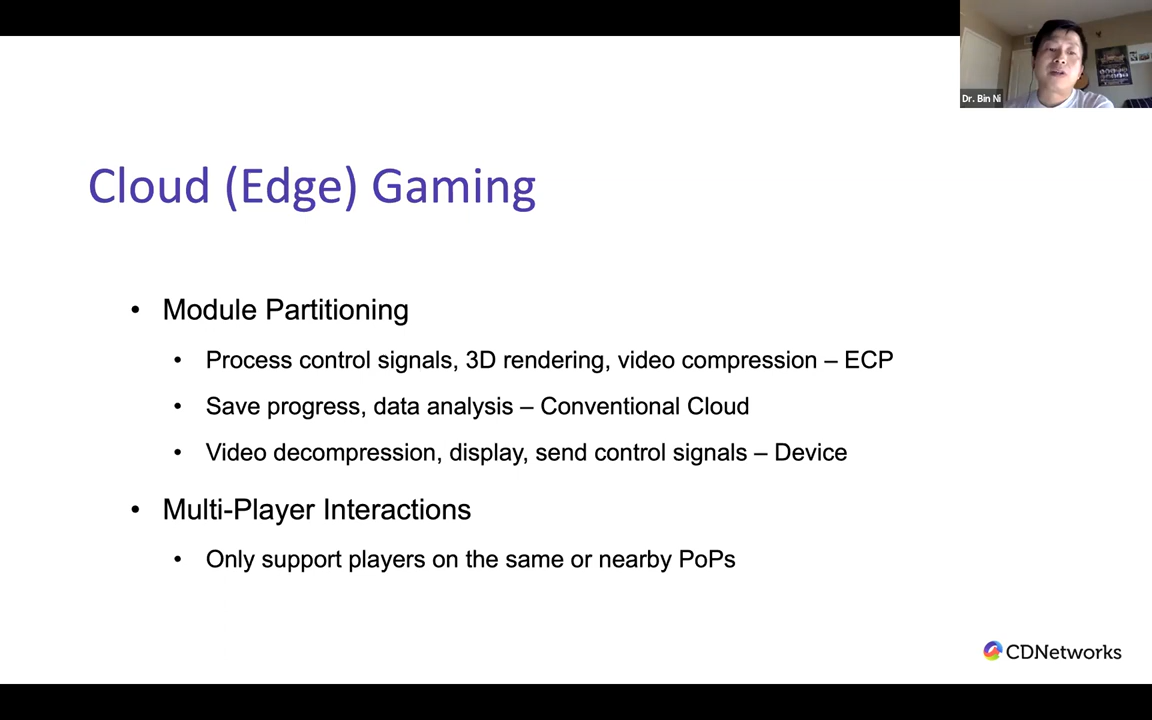 Dr. Bin Ni
Cloud (Edge) Gaming
• Module Partitioning
• Process control signals, 3D rendering, video compression – ECP
• Save progress, data analysis – Conventional Cloud
• Video decompression, display, send control signals – Device
• Multi-Player Interactions
• Only support players on the same or nearby PoPs
CDNetworks